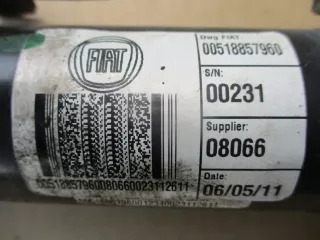 FIAT
Dwg FIAT
00518857960
S/N:
00231
Supplier:
08066
Date:
06/05/11
00518857960080660023112611